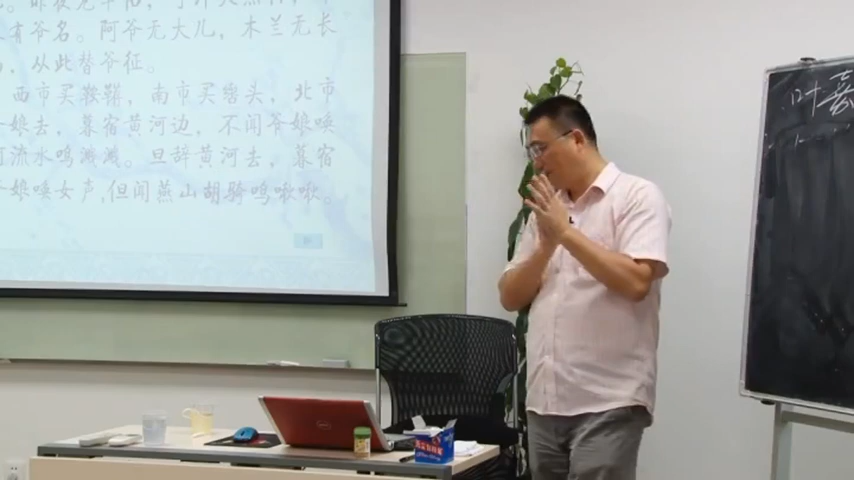 有爷名。阿爷无大儿，木兰无长
，从此替爷征。
西市买鞍鞯，南市买辔头，北市
娘去，暮宿黄河边，不闻爷娘唤
流水鸣溅溅。旦辞黄河去，暮宿
娘唤女声,但闻燕山胡骑鸣啾啾。
DELL